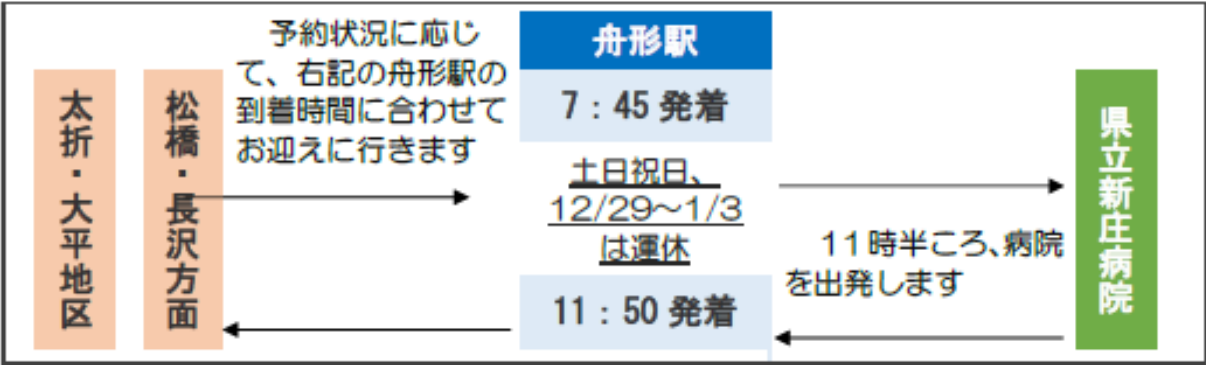 太折・大平地区
松橋・長沢方面
予約状況に応じ
て、右記の舟形駅の
到着時間に合わせて
お迎えに行きます
舟形駅
7：45 発着
土日祝日、
12/29～1/3
は運休
11：50 発着
11時半ころ、病院
を出発します
県立新庄病院